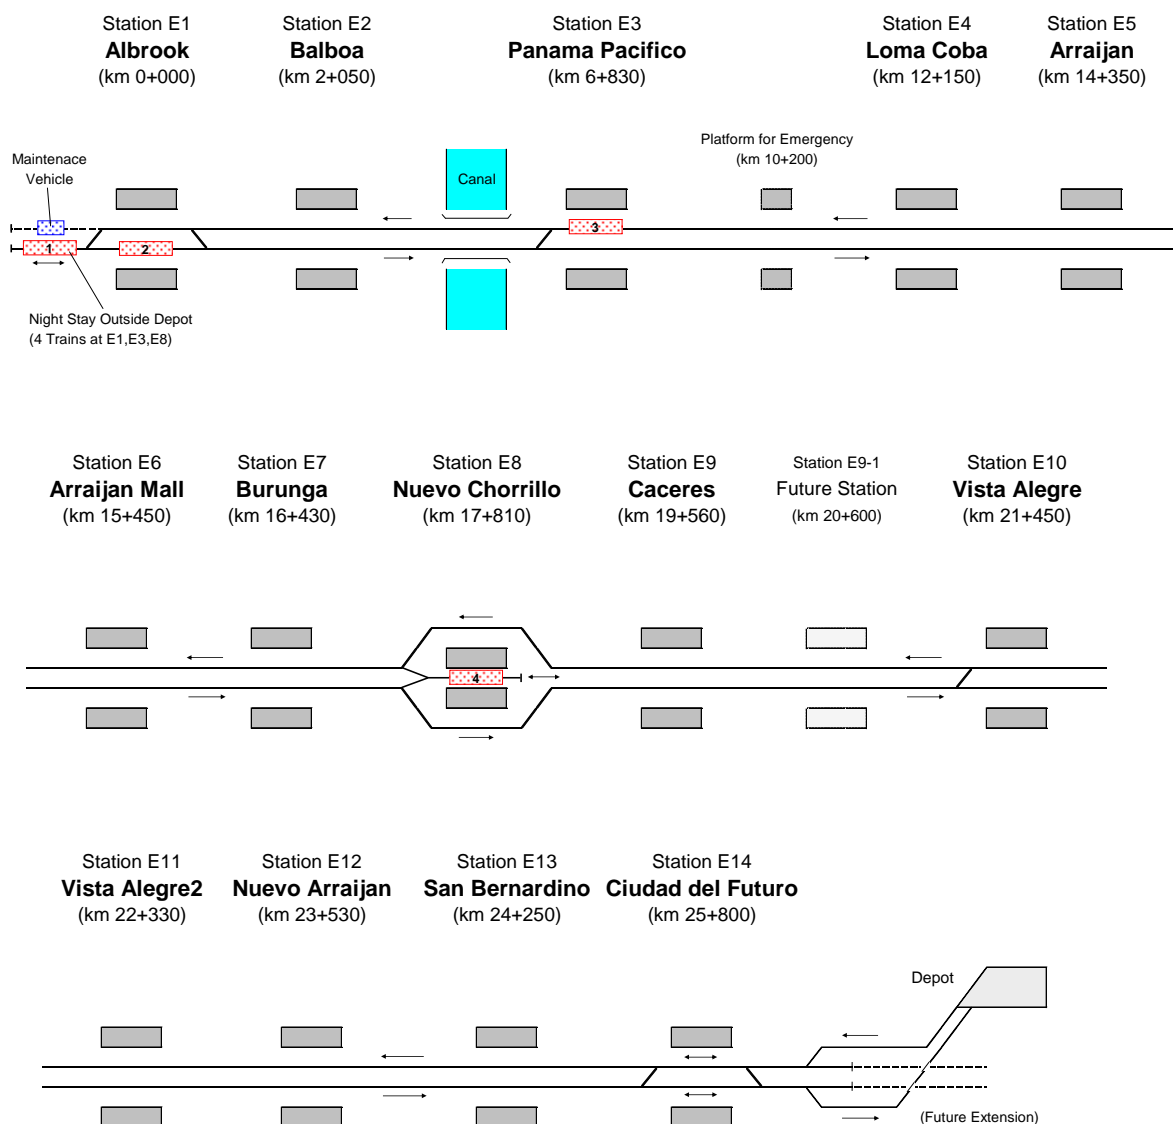 Station E1
Albrook
(km 0+000)
Station E2
Balboa
(km 2+050)
Station E3
Panama Pacifico
(km 6+830)
Station E4
Loma Coba
(km 12+150)
Station E5
Arraijan
(km 14+350)
Platform for Emergency
(km 10+200)
Maintenace
Vehicle
Canal
1
2
3
Night Stay Outside Depot
(4 Trains at E1,E3,E8)
Station E6
Arraijan Mall
(km 15+450)
Station E7
Burunga
(km 16+430)
Station E8
Nuevo Chorrillo
(km 17+810)
Station E9
Caceres
(km 19+560)
Station E9-1
Future Station
(km 20+600)
Station E10
Vista Alegre
(km 21+450)
4
Station E11
Vista Alegre2
(km 22+330)
Station E12
Nuevo Arraijan
(km 23+530)
Station E13
San Bernardino
(km 24+250)
Station E14
Ciudad del Futuro
(km 25+800)
Depot
(Future Extension)